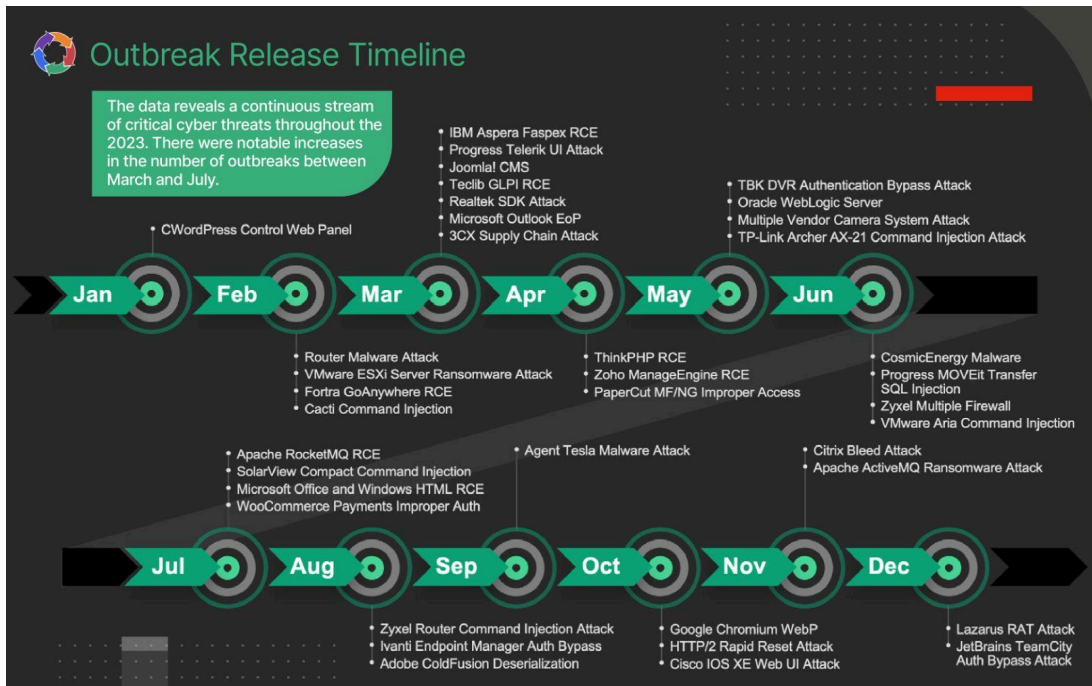 Outbreak Release Timeline
The data reveals a continuous stream
of critical cyber threats throughout the
2023. There were notable increases
in the number of outbreaks between
March and July.
CWordPress Control Web Panel
IBM Aspera Faspex RCE
Progress Telerik UI Attack
Joomla! CMS
Teclib GLPI RCE
Realtek SDK Attack
Microsoft Outlook EoP
3CX Supply Chain Attack
TBK DVR Authentication Bypass Attack
Oracle WebLogic Server
Multiple Vendor Camera System Attack
TP-Link Archer AX-21 Command Injection Attack
Jan Feb Mar Apr May Jun
Router Malware Attack
VMware ESXi Server Ransomware Attack
Fortra GoAnywhere RCE
Cacti Command Injection
ThinkPHP RCE
Zoho ManageEngine RCE
PaperCut MF/NG Improper Access
CosmicEnergy Malware
Progress MOVEit Transfer
SQL Injection
Zyxel Multiple Firewall
VMware Aria Command Injection
Apache RocketMQ RCE
SolarView Compact Command Injection
Microsoft Office and Windows HTML RCE
WooCommerce Payments Improper Auth
Agent Tesla Malware Attack
Citrix Bleed Attack
Apache ActiveMQ Ransomware Attack
Jul Aug Sep Oct Nov Dec
Zyxel Router Command Injection Attack
Ivanti Endpoint Manager Auth Bypass
Adobe ColdFusion Deserialization
Google Chromium WebP
HTTP/2 Rapid Reset Attack
Cisco IOS XE Web UI Attack
Lazarus RAT Attack
JetBrains TeamCity
Auth Bypass Attack